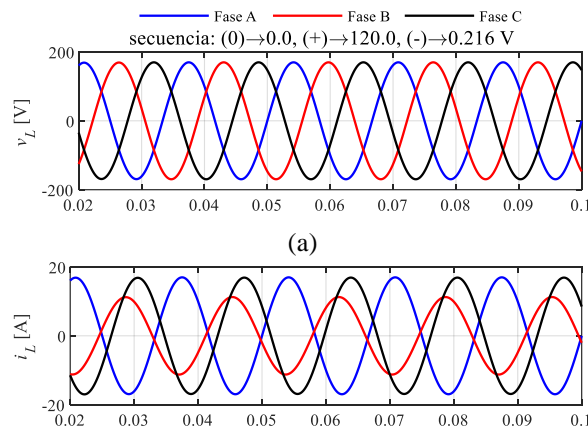 Fase A Fase B Fase C
secuencia: (0)→0.0, (+)→120.0, (-)→0.216 V
200
0
-200
v_L [V]
0.02 0.03 0.04 0.05 0.06 0.07 0.08 0.09 0.1
(a)
20
0
-20
i_L [A]
0.02 0.03 0.04 0.05 0.06 0.07 0.08 0.09 0.1